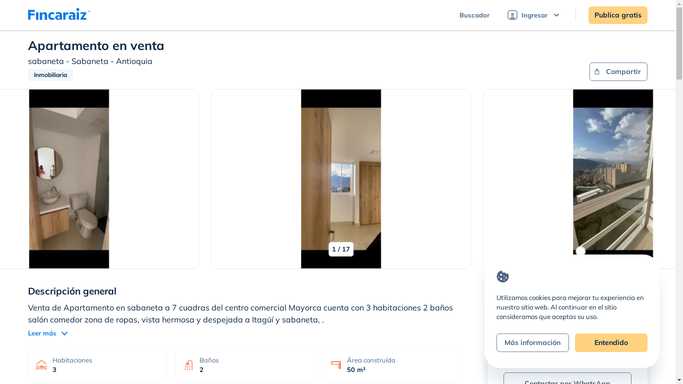 Fincaraiz
Buscador
Ingresar
Publica gratis
Apartamento en venta
sabaneta - Sabaneta - Antioquia
Inmobiliaria
Compartir
1 / 17
Descripción general
Venta de Apartamento en sabaneta a 7 cuadras del centro comercial Mayorca cuenta con 3 habitaciones 2 baños
salón comedor zona de ropas, vista hermosa y despejada a Itagüí y sabaneta, .
Leer más
Habitaciones
3
Baños
2
Área construida
50 m²
Utilizamos cookies para mejorar tu experiencia en
nuestro sitio web. Al continuar en el sitio
consideramos que aceptas su uso.
Más información
Entendido
Contactar por WhatsApp